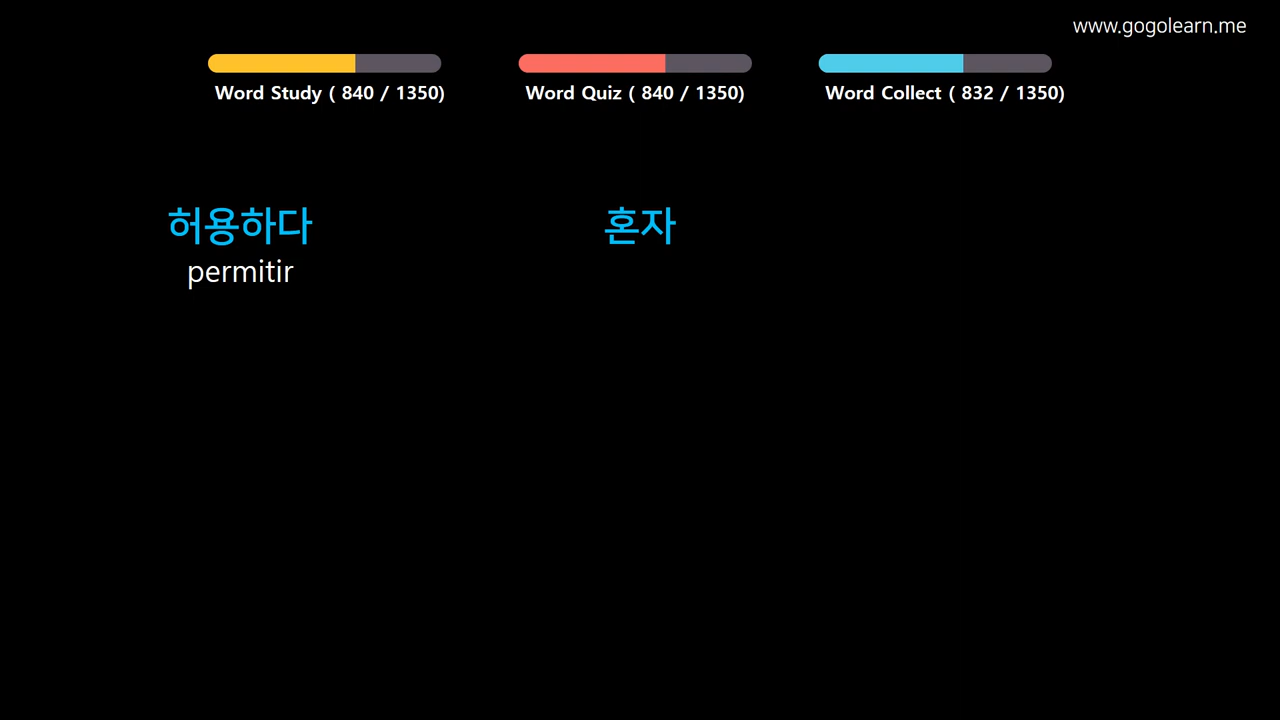 www.gogolearn.me
Word Study ( 840 / 1350)
Word Quiz ( 840 / 1350)
Word Collect ( 832 / 1350)
허용하다
permitir
혼자